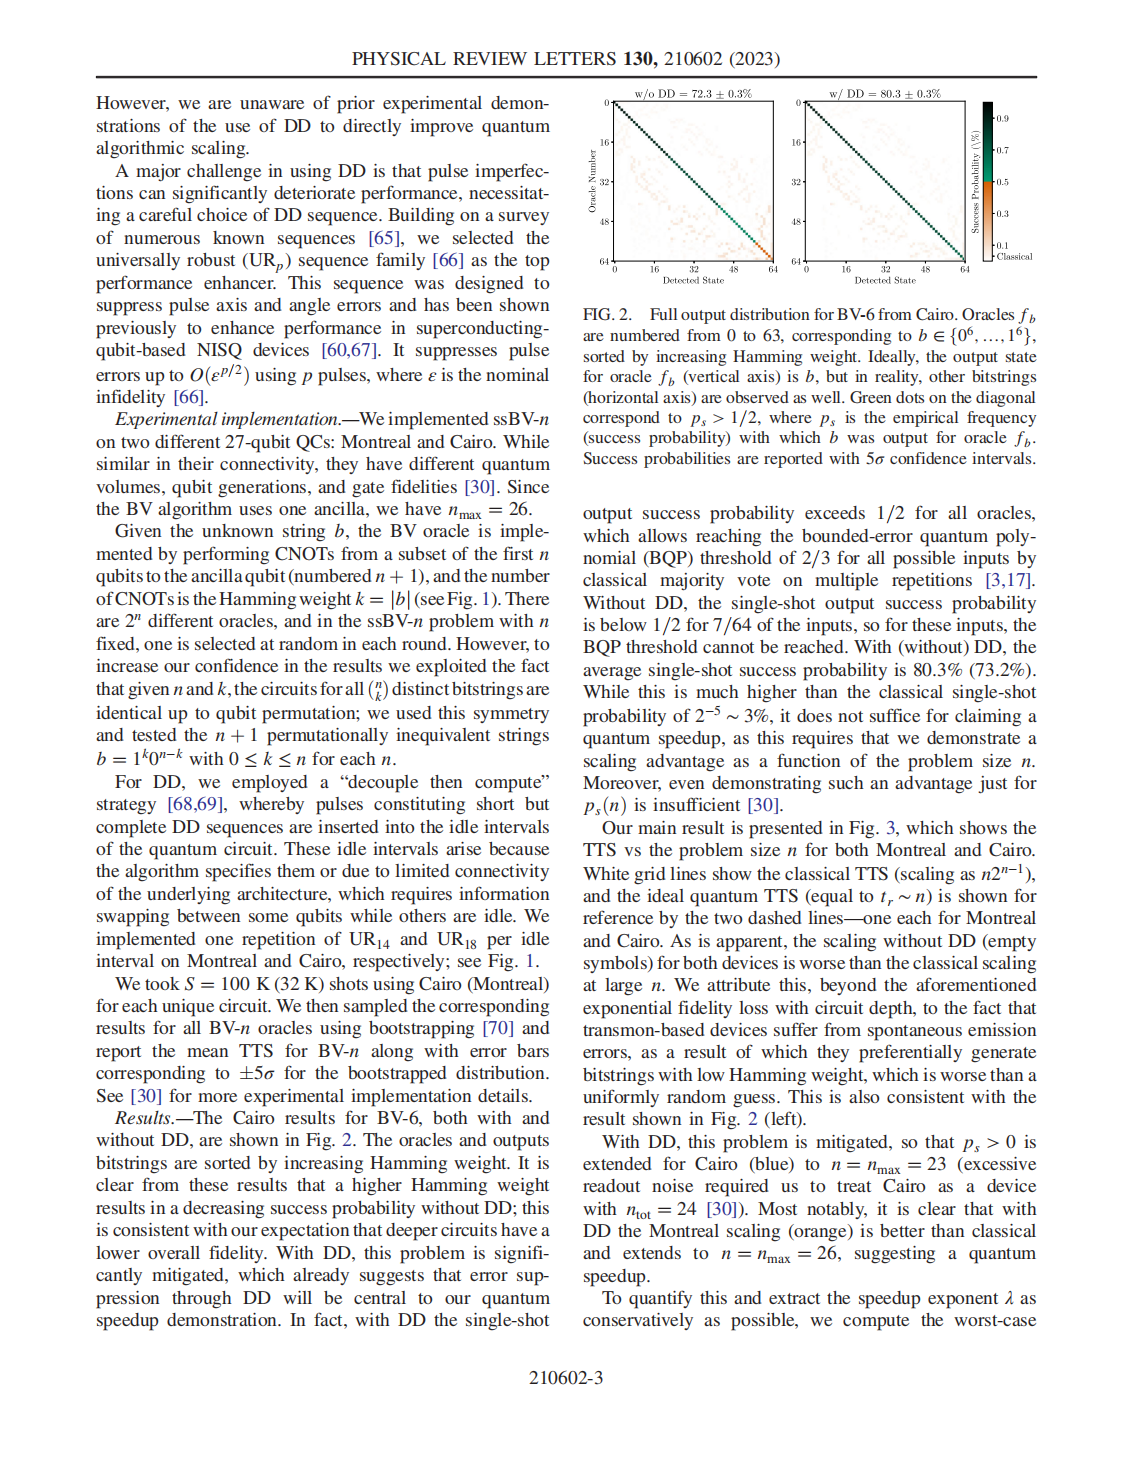 PHYSICAL REVIEW LETTERS 130, 210602 (2023)
However, we are unaware of prior experimental demon-
strations of the use of DD to directly improve quantum
algorithmic scaling.
A major challenge in using DD is that pulse imperfec-
tions can significantly deteriorate performance, necessitat-
ing a careful choice of DD sequence. Building on a survey
of numerous known sequences [65], we selected the
universally robust (URp) sequence family [66] as the top
performance enhancer. This sequence was designed to
suppress pulse axis and angle errors and has been shown
previously to enhance performance in superconducting-
qubit-based NISQ devices [60,67]. It suppresses pulse
errors up to O(ε^{p/2}) using p pulses, where ε is the nominal
infidelity [66].
Experimental implementation.—We implemented ssBV-n
on two different 27-qubit QCs: Montreal and Cairo. While
similar in their connectivity, they have different quantum
volumes, qubit generations, and gate fidelities [30]. Since
the BV algorithm uses one ancilla, we have n_max = 26.
Given the unknown string b, the BV oracle is imple-
mented by performing CNOTs from a subset of the first n
qubits to the ancilla qubit (numbered n + 1), and the number
of CNOTs is the Hamming weight k = |b| (see Fig. 1). There
are 2^n different oracles, and in the ssBV-n problem with n
fixed, one is selected at random in each round. However, to
increase our confidence in the results we exploited the fact
that given n and k, the circuits for all (n k) distinct bitstrings are
identical up to qubit permutation; we used this symmetry
and tested the n + 1 permutationally inequivalent strings
b = 1^k0^{n−k} with 0 ≤ k ≤ n for each n.
For DD, we employed a “decouple then compute”
strategy [68,69], whereby pulses constituting short but
complete DD sequences are inserted into the idle intervals
of the quantum circuit. These idle intervals arise because
the algorithm specifies them or due to limited connectivity
of the underlying architecture, which requires information
swapping between some qubits while others are idle. We
implemented one repetition of UR14 and UR18 per idle
interval on Montreal and Cairo, respectively; see Fig. 1.
We took S = 100 K (32 K) shots using Cairo (Montreal)
for each unique circuit. We then sampled the corresponding
results for all BV-n oracles using bootstrapping [70] and
report the mean TTS for BV-n along with error bars
corresponding to ±5σ for the bootstrapped distribution.
See [30] for more experimental implementation details.
Results.—The Cairo results for BV-6, both with and
without DD, are shown in Fig. 2. The oracles and outputs
bitstrings are sorted by increasing Hamming weight. It is
clear from these results that a higher Hamming weight
results in a decreasing success probability without DD; this
is consistent with our expectation that deeper circuits have a
lower overall fidelity. With DD, this problem is signifi-
cantly mitigated, which already suggests that error sup-
pression through DD will be central to our quantum
speedup demonstration. In fact, with DD the single-shot
w/o DD = 72.3 ± 0.3%
w/ DD = 80.3 ± 0.3%
Oracle Number
0
16
32
48
64
0 16 32 48 64
Detected State
0
16
32
48
64
0 16 32 48 64
Detected State
Success Probability (\%)
0.9
0.7
0.5
0.3
0.1
Classical
FIG. 2. Full output distribution for BV-6 from Cairo. Oracles f_b
are numbered from 0 to 63, corresponding to b ∈ {0^6, …, 1^6},
sorted by increasing Hamming weight. Ideally, the output state
for oracle f_b (vertical axis) is b, but in reality, other bitstrings
(horizontal axis) are observed as well. Green dots on the diagonal
correspond to p_s > 1/2, where p_s is the empirical frequency
(success probability) with which b was output for oracle f_b.
Success probabilities are reported with 5σ confidence intervals.
output success probability exceeds 1/2 for all oracles,
which allows reaching the bounded-error quantum poly-
nomial (BQP) threshold of 2/3 for all possible inputs by
classical majority vote on multiple repetitions [3,17].
Without DD, the single-shot output success probability
is below 1/2 for 7/64 of the inputs, so for these inputs, the
BQP threshold cannot be reached. With (without) DD, the
average single-shot success probability is 80.3% (73.2%).
While this is much higher than the classical single-shot
probability of 2^{−5} ∼ 3%, it does not suffice for claiming a
quantum speedup, as this requires that we demonstrate a
scaling advantage as a function of the problem size n.
Moreover, even demonstrating such an advantage just for
p_s(n) is insufficient [30].
Our main result is presented in Fig. 3, which shows the
TTS vs the problem size n for both Montreal and Cairo.
White grid lines show the classical TTS (scaling as n2^{n−1}),
and the ideal quantum TTS (equal to t_r ∼ n) is shown for
reference by the two dashed lines—one each for Montreal
and Cairo. As is apparent, the scaling without DD (empty
symbols) for both devices is worse than the classical scaling
at large n. We attribute this, beyond the aforementioned
exponential fidelity loss with circuit depth, to the fact that
transmon-based devices suffer from spontaneous emission
errors, as a result of which they preferentially generate
bitstrings with low Hamming weight, which is worse than a
uniformly random guess. This is also consistent with the
result shown in Fig. 2 (left).
With DD, this problem is mitigated, so that p_s > 0 is
extended for Cairo (blue) to n = n_max = 23 (excessive
readout noise required us to treat Cairo as a device
with n_tot = 24 [30]). Most notably, it is clear that with
DD the Montreal scaling (orange) is better than classical
and extends to n = n_max = 26, suggesting a quantum
speedup.
To quantify this and extract the speedup exponent λ as
conservatively as possible, we compute the worst-case
210602-3